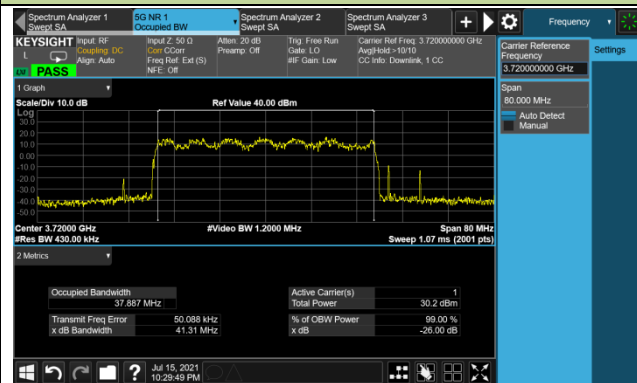 Spectrum Analyzer 1
Swept SA
5G NR 1
Occupied BW
Spectrum Analyzer 2
Swept SA
Spectrum Analyzer 3
Swept SA
Frequency
KEYSIGHT
L
LNI PASS
Input: RF
Coupling: DC
Align: Auto
Input Z: 50 Ω
Corr CCorr
Freq Ref: Ext (S)
NFE: Off
Atten: 20 dB
Preamp: Off
Trig: Free Run
Gate: LO
#IF Gain: Low
Carrier Ref Freq: 3.720000000 GHz
Avg|Hold:>10/10
CC Info: Downlink, 1 CC
Carrier Reference
Frequency
3.720000000 GHz
Settings
Span
80.000 MHz
Auto Detect
Manual
1 Graph
Scale/Div 10.0 dB
Ref Value 40.00 dBm
Log
30.0
20.0
10.0
0.00
-10.0
-20.0
-30.0
-40.0
-50.0
Center 3.72000 GHz
#Video BW 1.2000 MHz
Span 80 MHz
#Res BW 430.00 kHz
Sweep 1.07 ms (2001 pts)
2 Metrics
Occupied Bandwidth
37.887 MHz
Active Carrier(s) 1
Total Power 30.2 dBm
Transmit Freq Error 50.088 kHz
x dB Bandwidth 41.31 MHz
% of OBW Power 99.00 %
x dB -26.00 dB
?
Jul 15, 2021
10:29:49 PM